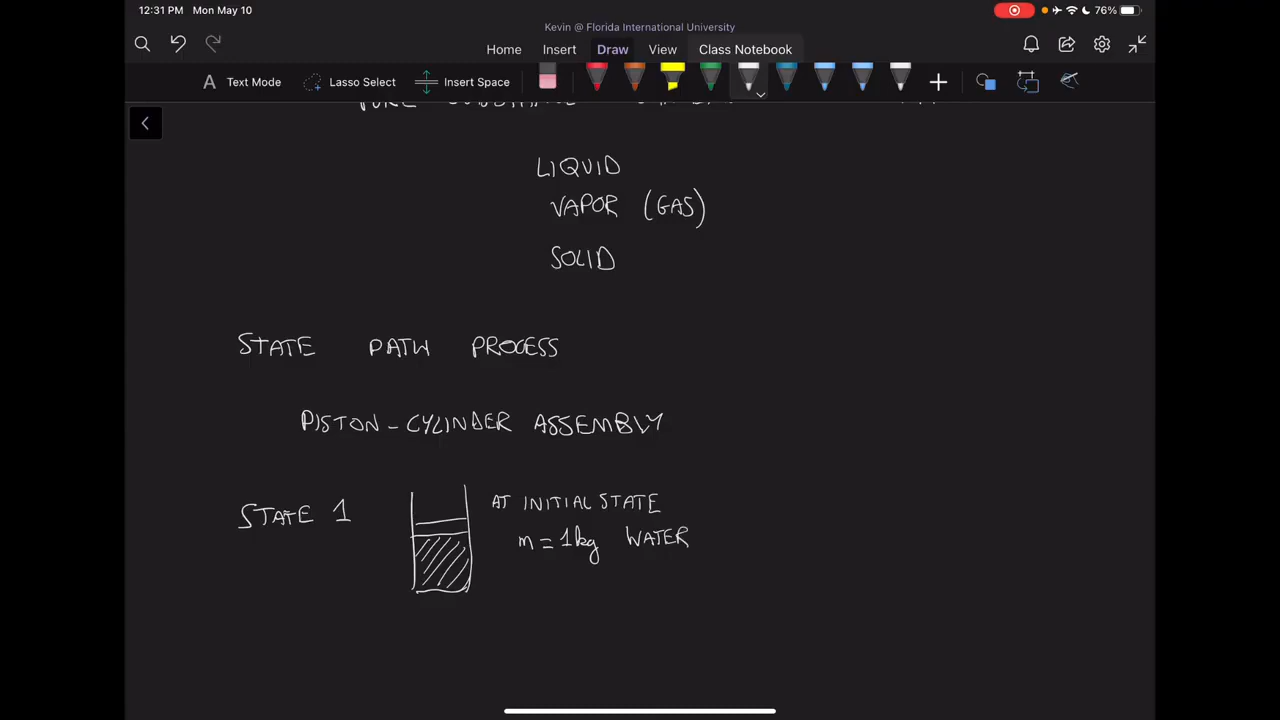 12:31 PM Mon May 10
76%
Kevin @ Florida International University
Home Insert Draw View Class Notebook
Text Mode Lasso Select Insert Space
LIQUID
VAPOR (GAS)
SOLID
STATE PATH PROCESS
PISTON-CYLINDER ASSEMBLY
STATE 1
AT INITIAL STATE
m = 1kg WATER